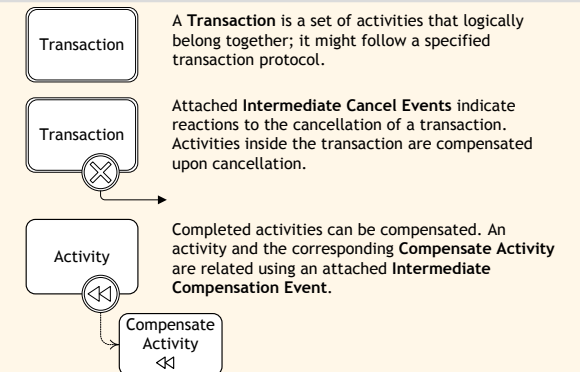 Transaction
A Transaction is a set of activities that logically
belong together; it might follow a specified
transaction protocol.
Transaction
Attached Intermediate Cancel Events indicate
reactions to the cancellation of a transaction.
Activities inside the transaction are compensated
upon cancellation.
Activity
Completed activities can be compensated. An
activity and the corresponding Compensate Activity
are related using an attached Intermediate
Compensation Event.
Compensate
Activity